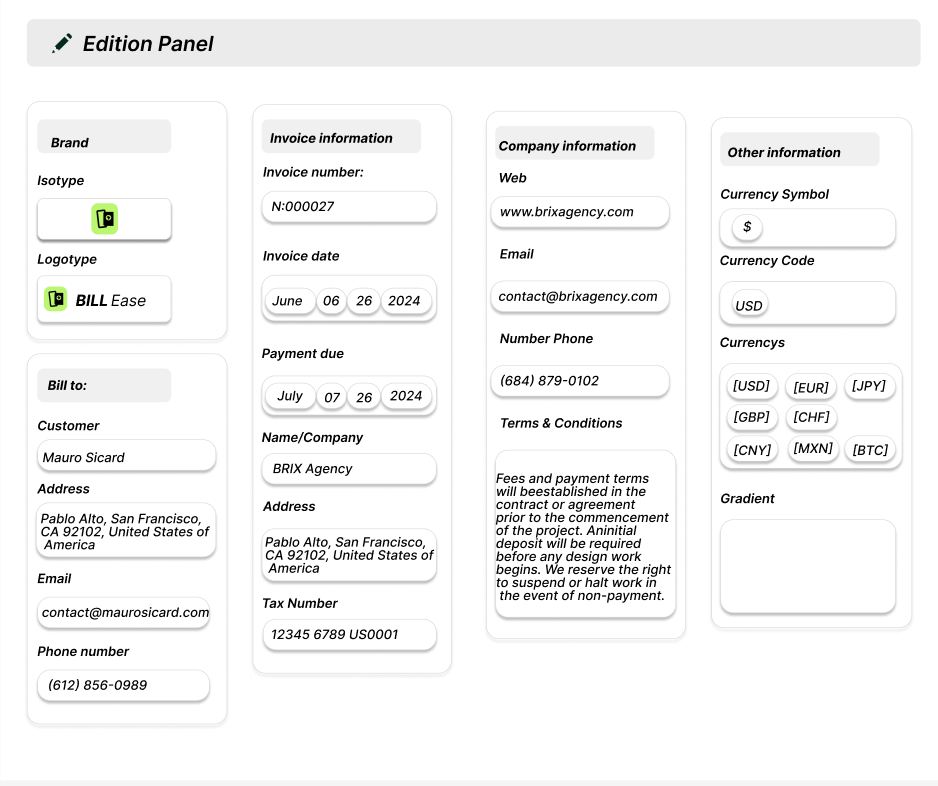 Edition Panel
Brand
Isotype
Logotype
BILL Ease
Bill to:
Customer
Mauro Sicard
Address
Pablo Alto, San Francisco,
CA 92102, United States of
America
Email
contact@maurosicard.com
Phone number
(612) 856-0989
Invoice information
Invoice number:
N:000027
Invoice date
June 06 26 2024
Payment due
July 07 26 2024
Name/Company
BRIX Agency
Address
Pablo Alto, San Francisco,
CA 92102, United States of
America
Tax Number
12345 6789 US0001
Company information
Web
www.brixagency.com
Email
contact@brixagency.com
Number Phone
(684) 879-0102
Terms & Conditions
Fees and payment terms
will beestablished in the
contract or agreement
prior to the commencement
of the project. Aninitial
deposit will be required
before any design work
begins. We reserve the right
to suspend or halt work in
the event of non-payment.
Other information
Currency Symbol
$
Currency Code
USD
Currencys
[USD] [EUR] [JPY]
[GBP] [CHF]
[CNY] [MXN] [BTC]
Gradient